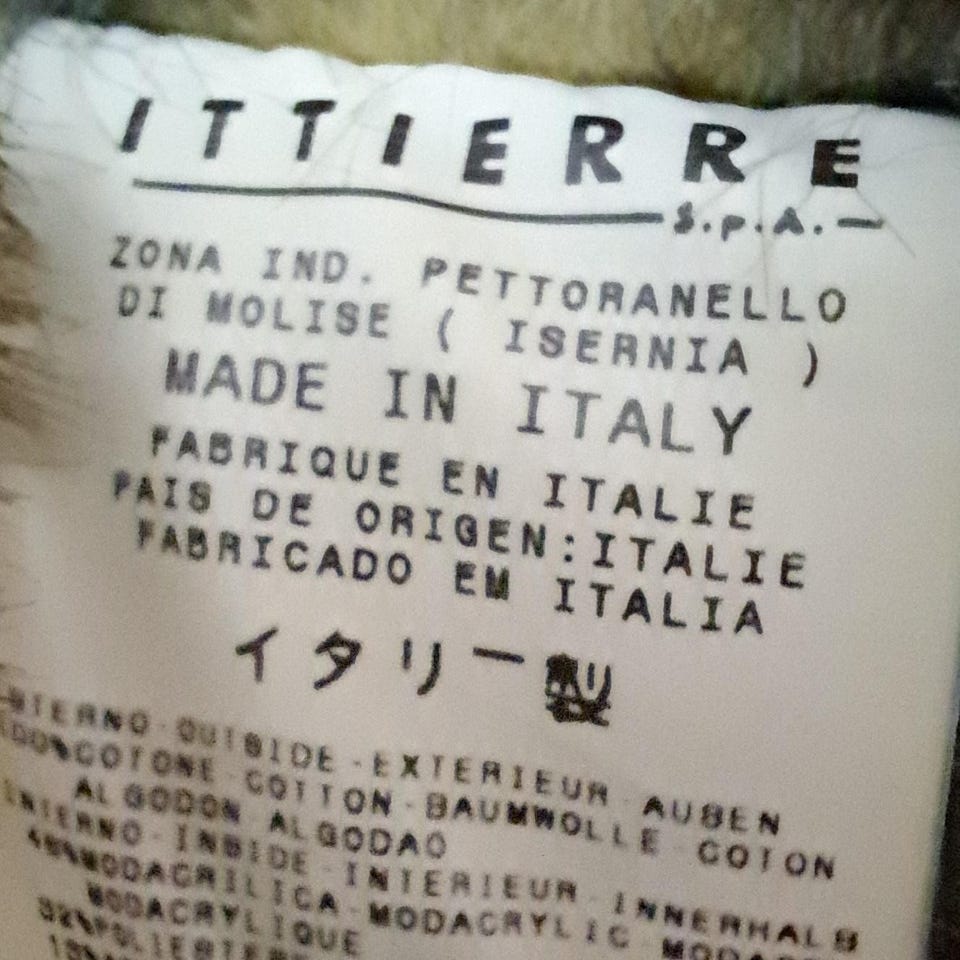 ITTIERRE
S.p.A.
ZONA IND. PETTORANELLO
DI MOLISE ( ISERNIA )
MADE IN ITALY
FABRIQUE EN ITALIE
PAIS DE ORIGEN:ITALIE
FABRICADO EM ITALIA
イタリー製
OUTSIDE-EXTERIEUR AUBEN
COTONE COTTON-BAUMWOLLE COTON
ALGODON ALGODAO
INTERNO-INSIDE-INTERIEUR INNERHALB
MODACRILICA-MODACRYLIC
MODACRYLIQUE